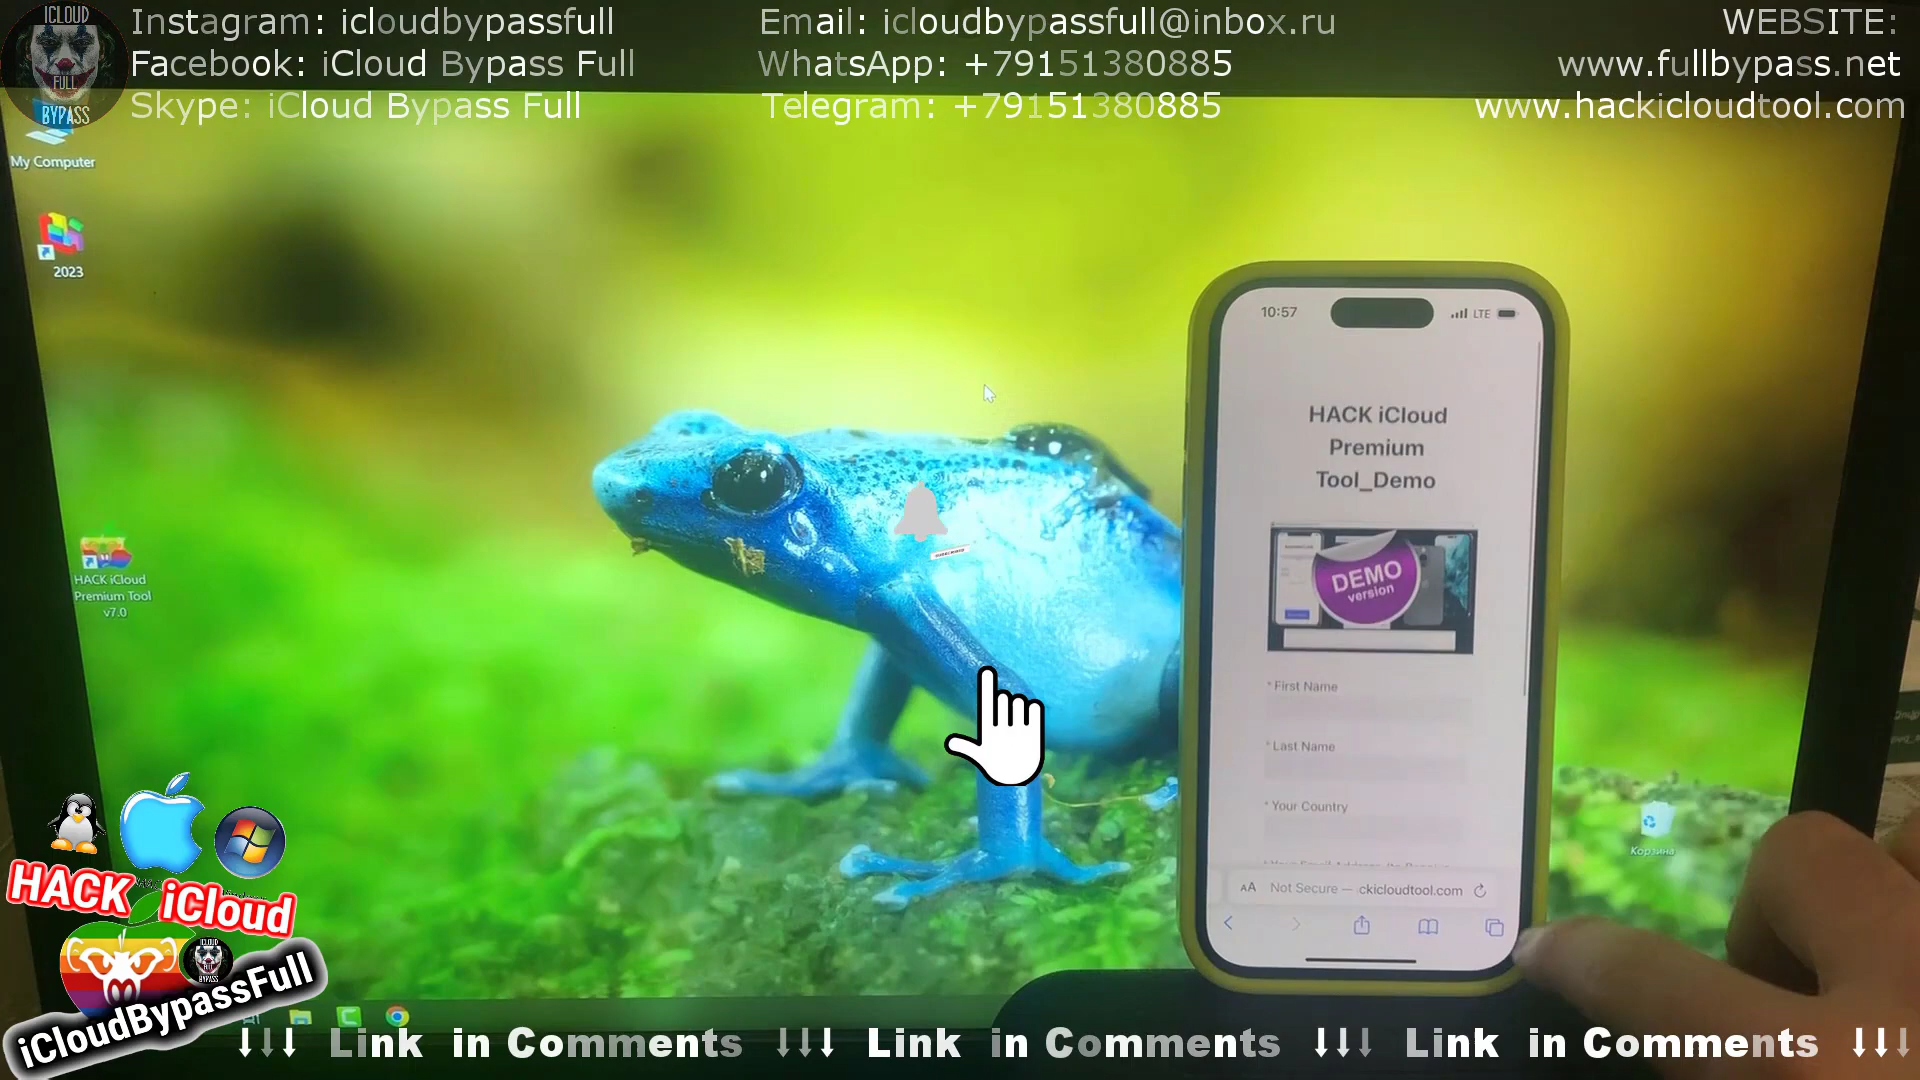 ICLOUD
FULL
BYPASS
Instagram: icloudbypassfull
Facebook: iCloud Bypass Full
Skype: iCloud Bypass Full
Email: icloudbypassfull@inbox.ru
WhatsApp: +79151380885
Telegram: +79151380885
WEBSITE:
www.fullbypass.net
www.hackicloudtool.com
My Computer
2023
HACK iCloud
Premium Tool
v7.0
10:57
LTE
HACK iCloud
Premium
Tool_Demo
DEMO
version
* First Name
* Last Name
* Your Country
AA Not Secure — ckicloudtool.com
Корзина
HACK iCloud
ICLOUD
FULL
BYPASS
iCloudBypassFull
↓↓↓ Link in Comments ↓↓↓ Link in Comments ↓↓↓ Link in Comments ↓↓↓